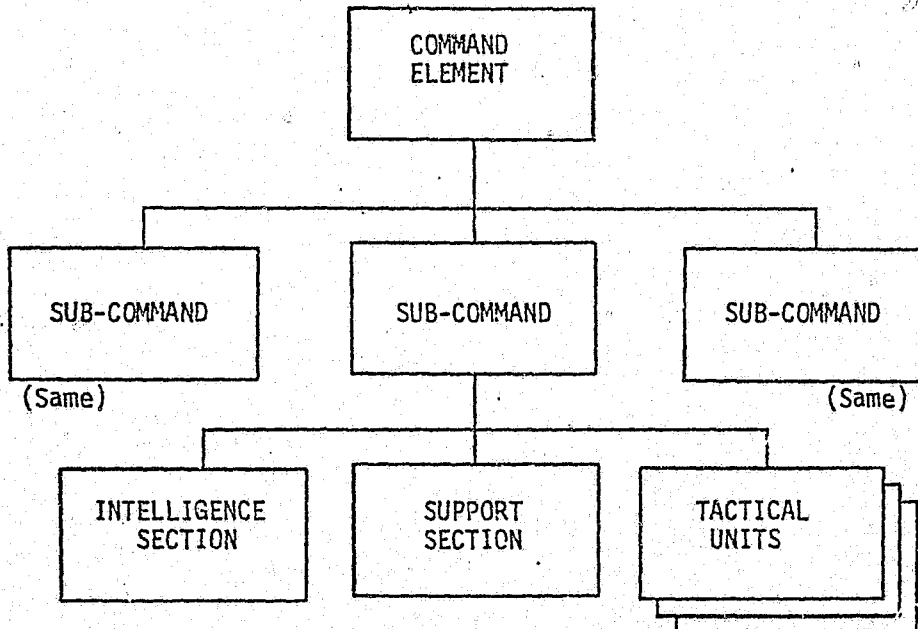 COMMAND
ELEMENT
SUB-COMMAND
SUB-COMMAND
SUB-COMMAND
(Same)
(Same)
INTELLIGENCE
SECTION
SUPPORT
SECTION
TACTICAL
UNITS